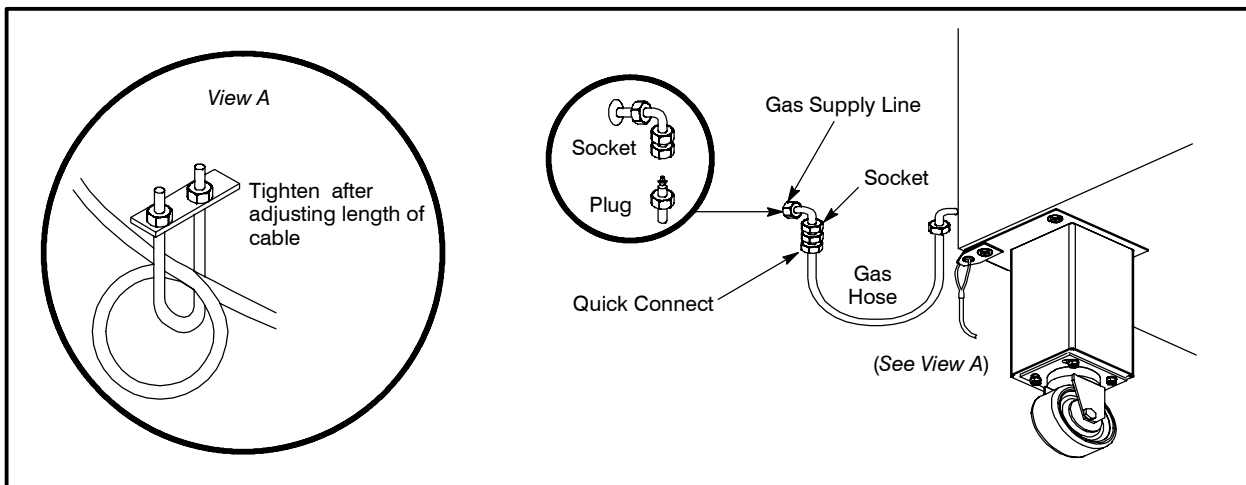 View A
Tighten after
adjusting length of
cable
Socket
Plug
Gas Supply Line
Socket
Quick Connect
Gas
Hose
(See View A)